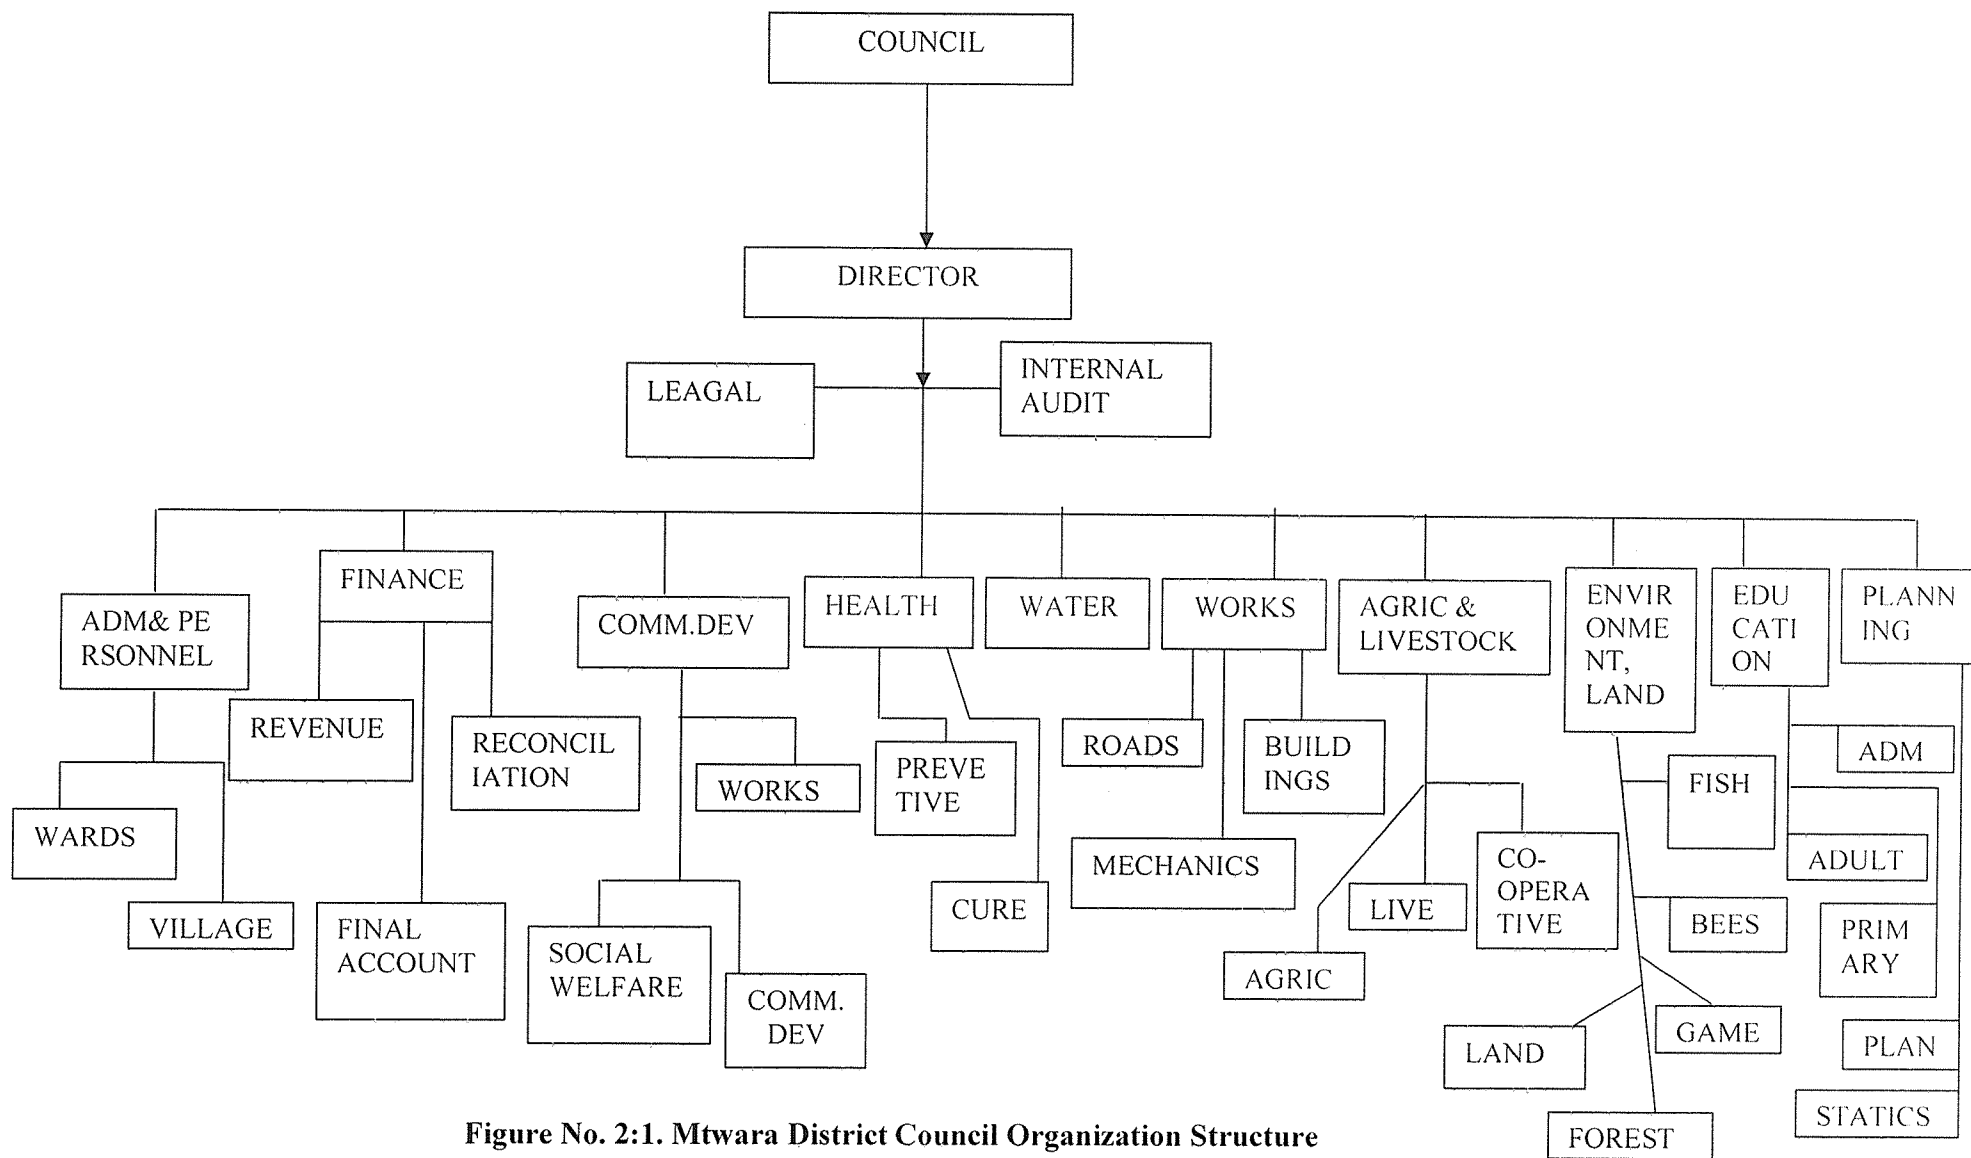 COUNCIL
DIRECTOR
LEAGAL
INTERNAL
AUDIT
ADM& PE
RSONNEL
FINANCE
COMM.DEV
HEALTH
WATER
WORKS
AGRIC &
LIVESTOCK
ENVIR
ONME
NT,
LAND
EDU
CATI
ON
PLANN
ING
WARDS
VILLAGE
REVENUE
FINAL
ACCOUNT
RECONCIL
IATION
WORKS
SOCIAL
WELFARE
COMM.
DEV
PREVE
TIVE
CURE
ROADS
MECHANICS
BUILD
INGS
AGRIC
LIVE
CO-
OPERA
TIVE
FISH
BEES
GAME
LAND
FOREST
ADM
ADULT
PRIM
ARY
PLAN
STATICS
Figure No. 2:1. Mtwara District Council Organization Structure